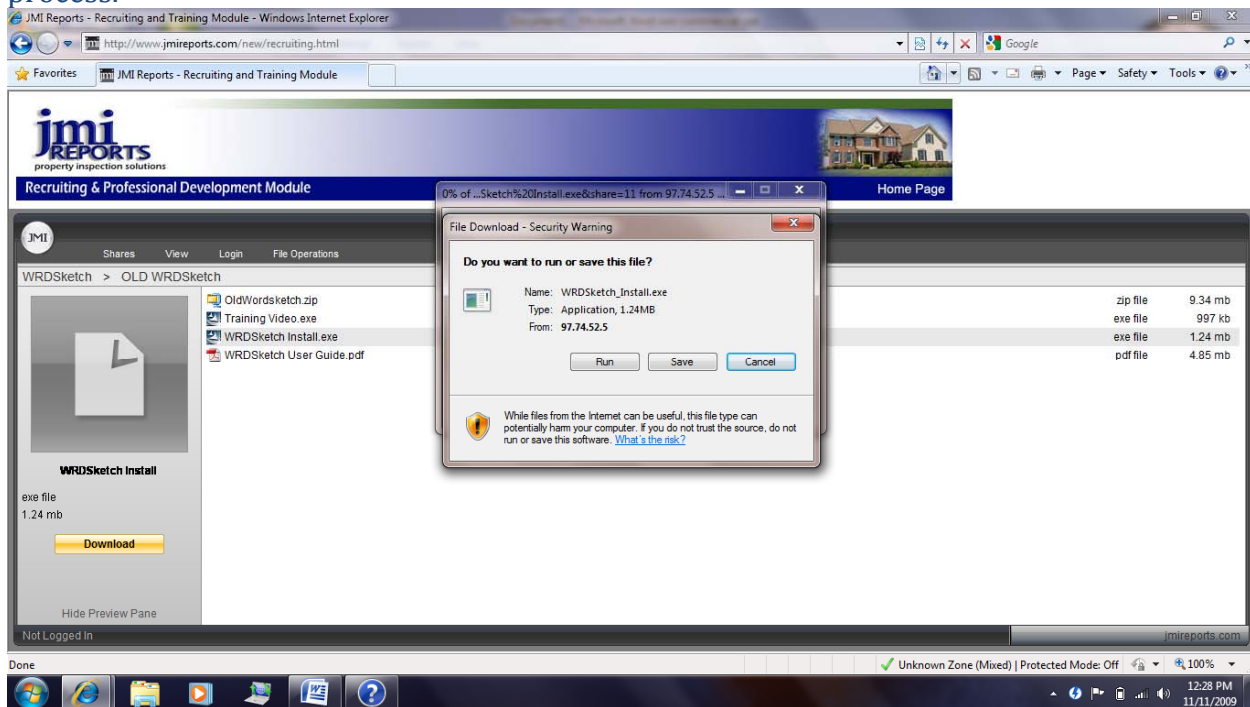 process.
JMI Reports - Recruiting and Training Module - Windows Internet Explorer
http://www.jmireports.com/new/recruiting.html
Google
Favorites
JMI Reports - Recruiting and Training Module
Page
Safety
Tools
jmi
REPORTS
property inspection solutions
Recruiting & Professional Development Module
Home Page
0% of ...Sketch%20Install.exe&share=11 from 97.74.52.5 ...
File Download - Security Warning
Do you want to run or save this file?
Name: WRDSketch_Install.exe
Type: Application, 1.24MB
From: 97.74.52.5
Run
Save
Cancel
While files from the Internet can be useful, this file type can
potentially harm your computer. If you do not trust the source, do not
run or save this software. What's the risk?
JMI
Shares View Login File Operations
WRDSketch > OLD WRDSketch
OldWordsketch.zip zip file 9.34 mb
Training Video.exe exe file 997 kb
WRDSketch Install.exe exe file 1.24 mb
WRDSketch User Guide.pdf pdf file 4.85 mb
WRDSketch Install
exe file
1.24 mb
Download
Hide Preview Pane
Not Logged In
jmireports.com
Done
Unknown Zone (Mixed) | Protected Mode: Off
100%
12:28 PM
11/11/2009